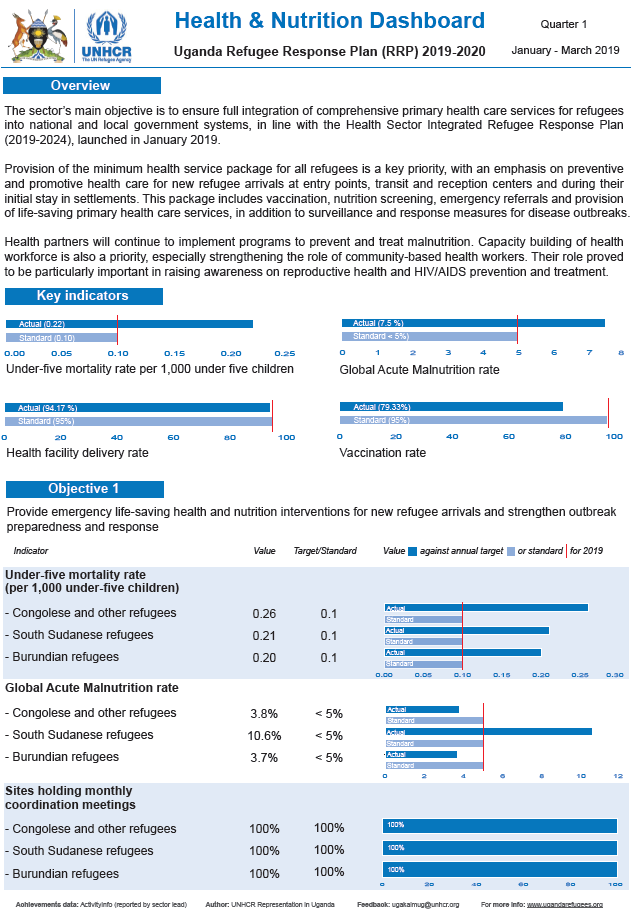 Health & Nutrition Dashboard
Quarter 1
UNHCR
The UN Refugee Agency
Uganda Refugee Response Plan (RRP) 2019-2020
January - March 2019
Overview
The sector's main objective is to ensure full integration of comprehensive primary health care services for refugees
into national and local government systems, in line with the Health Sector Integrated Refugee Response Plan
(2019-2024), launched in January 2019.
Provision of the minimum health service package for all refugees is a key priority, with an emphasis on preventive
and promotive health care for new refugee arrivals at entry points, transit and reception centers and during their
initial stay in settlements. This package includes vaccination, nutrition screening, emergency referrals and provision
of life-saving primary health care services, in addition to surveillance and response measures for disease outbreaks.
Health partners will continue to implement programs to prevent and treat malnutrition. Capacity building of health
workforce is also a priority, especially strengthening the role of community-based health workers. Their role proved
to be particularly important in raising awareness on reproductive health and HIV/AIDS prevention and treatment.
Key indicators
Actual (0.22)
Standard (0.10)
0.00 0.05 0.10 0.15 0.20 0.25
Under-five mortality rate per 1,000 under five children
Actual (7.5 %)
Standard < 5%)
0 1 2 3 4 5 6 7 8
Global Acute Malnutrition rate
Actual (94.17 %)
Standard (95%)
0 20 40 60 80 100
Health facility delivery rate
Actual (79.33%)
Standard (95%)
0 20 40 60 80 100
Vaccination rate
Objective 1
Provide emergency life-saving health and nutrition interventions for new refugee arrivals and strengthen outbreak
preparedness and response
Indicator Value Target/Standard Value against annual target or standard for 2019
Under-five mortality rate
(per 1,000 under-five children)
- Congolese and other refugees 0.26 0.1 Actual
Standard
- South Sudanese refugees 0.21 0.1 Actual
Standard
- Burundian refugees 0.20 0.1 Actual
Standard
0.00 0.05 0.10 0.15 0.20 0.25 0.30
Global Acute Malnutrition rate
- Congolese and other refugees 3.8% < 5% Actual
Standard
- South Sudanese refugees 10.6% < 5% Actual
Standard
- Burundian refugees 3.7% < 5% Actual
Standard
0 2 4 6 8 10 12
Sites holding monthly
coordination meetings
- Congolese and other refugees 100% 100% 100%
- South Sudanese refugees 100% 100% 100%
- Burundian refugees 100% 100% 100%
0 20 40 60 80 100
Achievements data: ActivityInfo (reported by sector lead) Author: UNHCR Representation in Uganda Feedback: ugakaimug@unhcr.org For more info: www.ugandarefugees.org